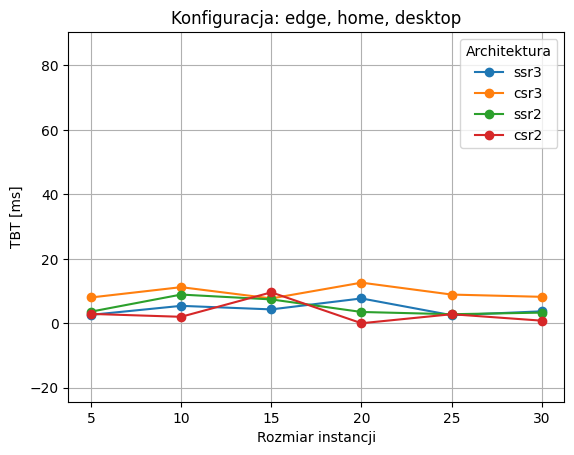 Konfiguracja: edge, home, desktop
Architektura
ssr3
csr3
ssr2
csr2
80
60
40
20
0
−20
TBT [ms]
5 10 15 20 25 30
Rozmiar instancji